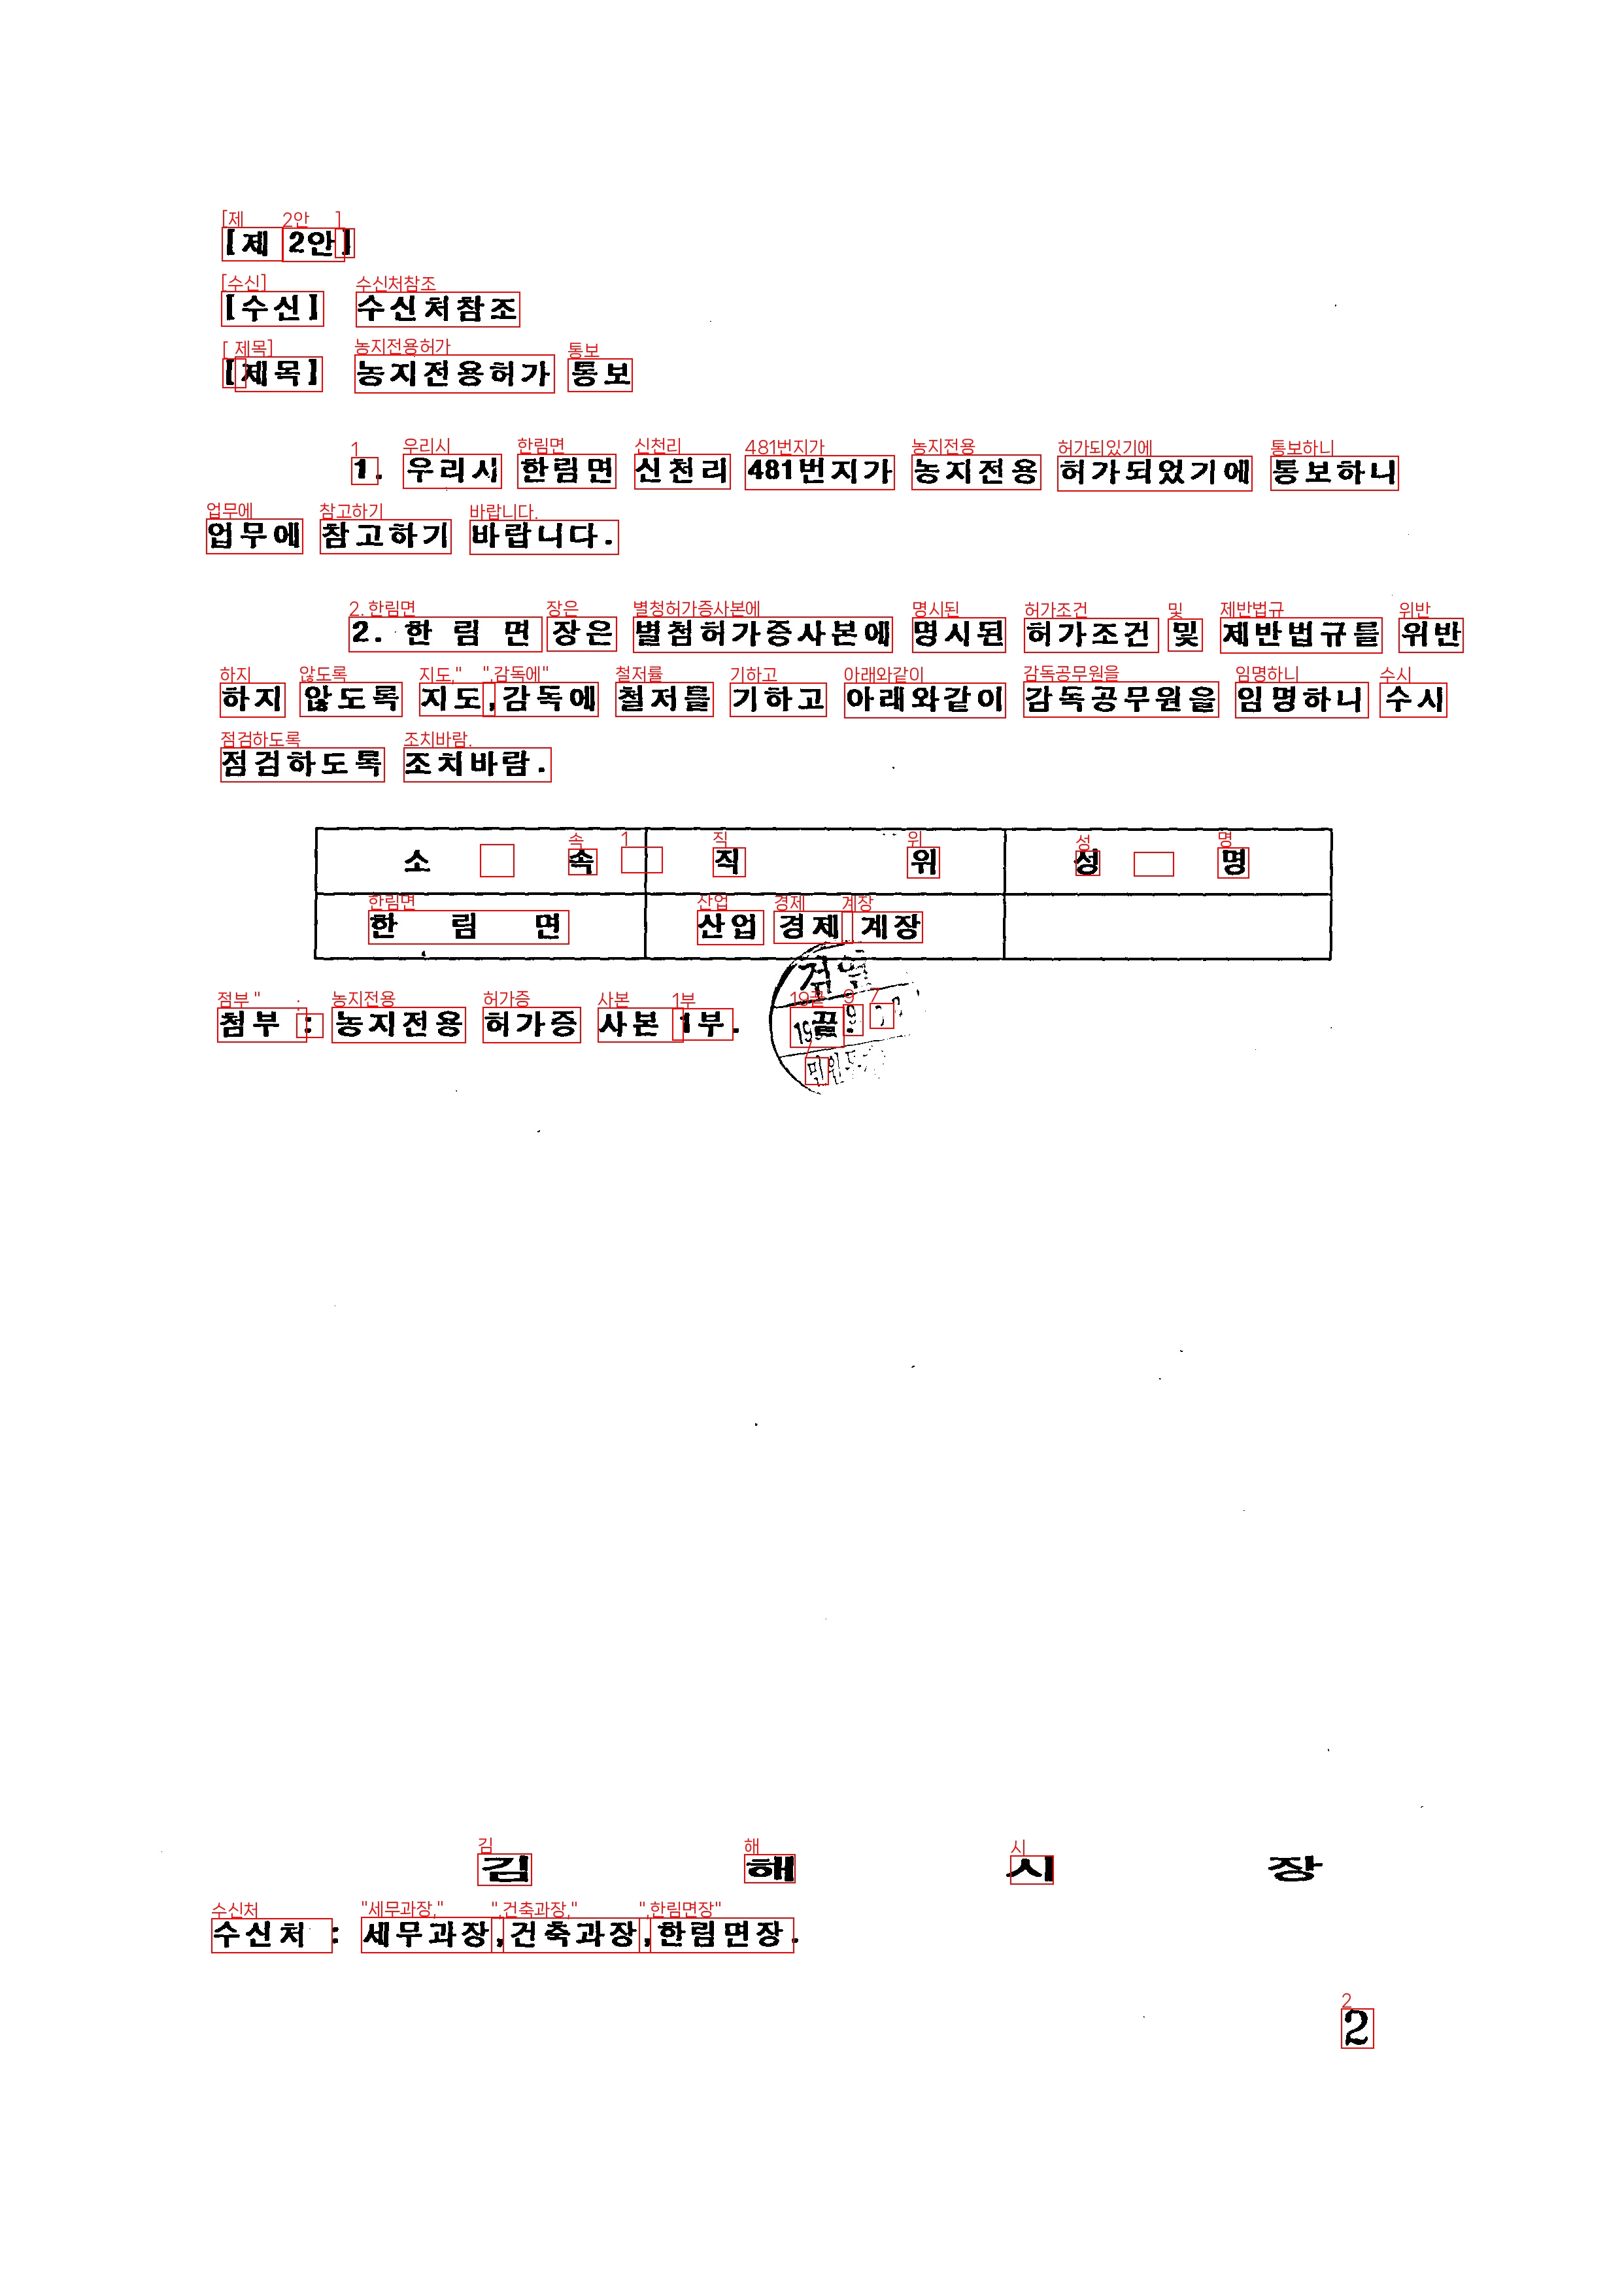 [제 2안]
[수신] 수신처참조
[제목] 농지전용허가 통보
1. 우리시 한림면 신천리 481번지가 농지전용 허가되었기에 통보하니
업무에 참고하기 바랍니다.
2. 한 림 면 장은 별첨허가증사본에 명시된 허가조건 및 제반법규를 위반
하지 않도록 지도,감독에 철저를 기하고 아래와같이 감독공무원을 임명하니 수시
점검하도록 조치바람.
소 속 직 위 성 명
한 림 면 산업 경제 계장
첨부 : 농지전용 허가증 사본 1부. 끝.
김 해 시 장
수신처 : 세무과장,건축과장,한림면장.
2